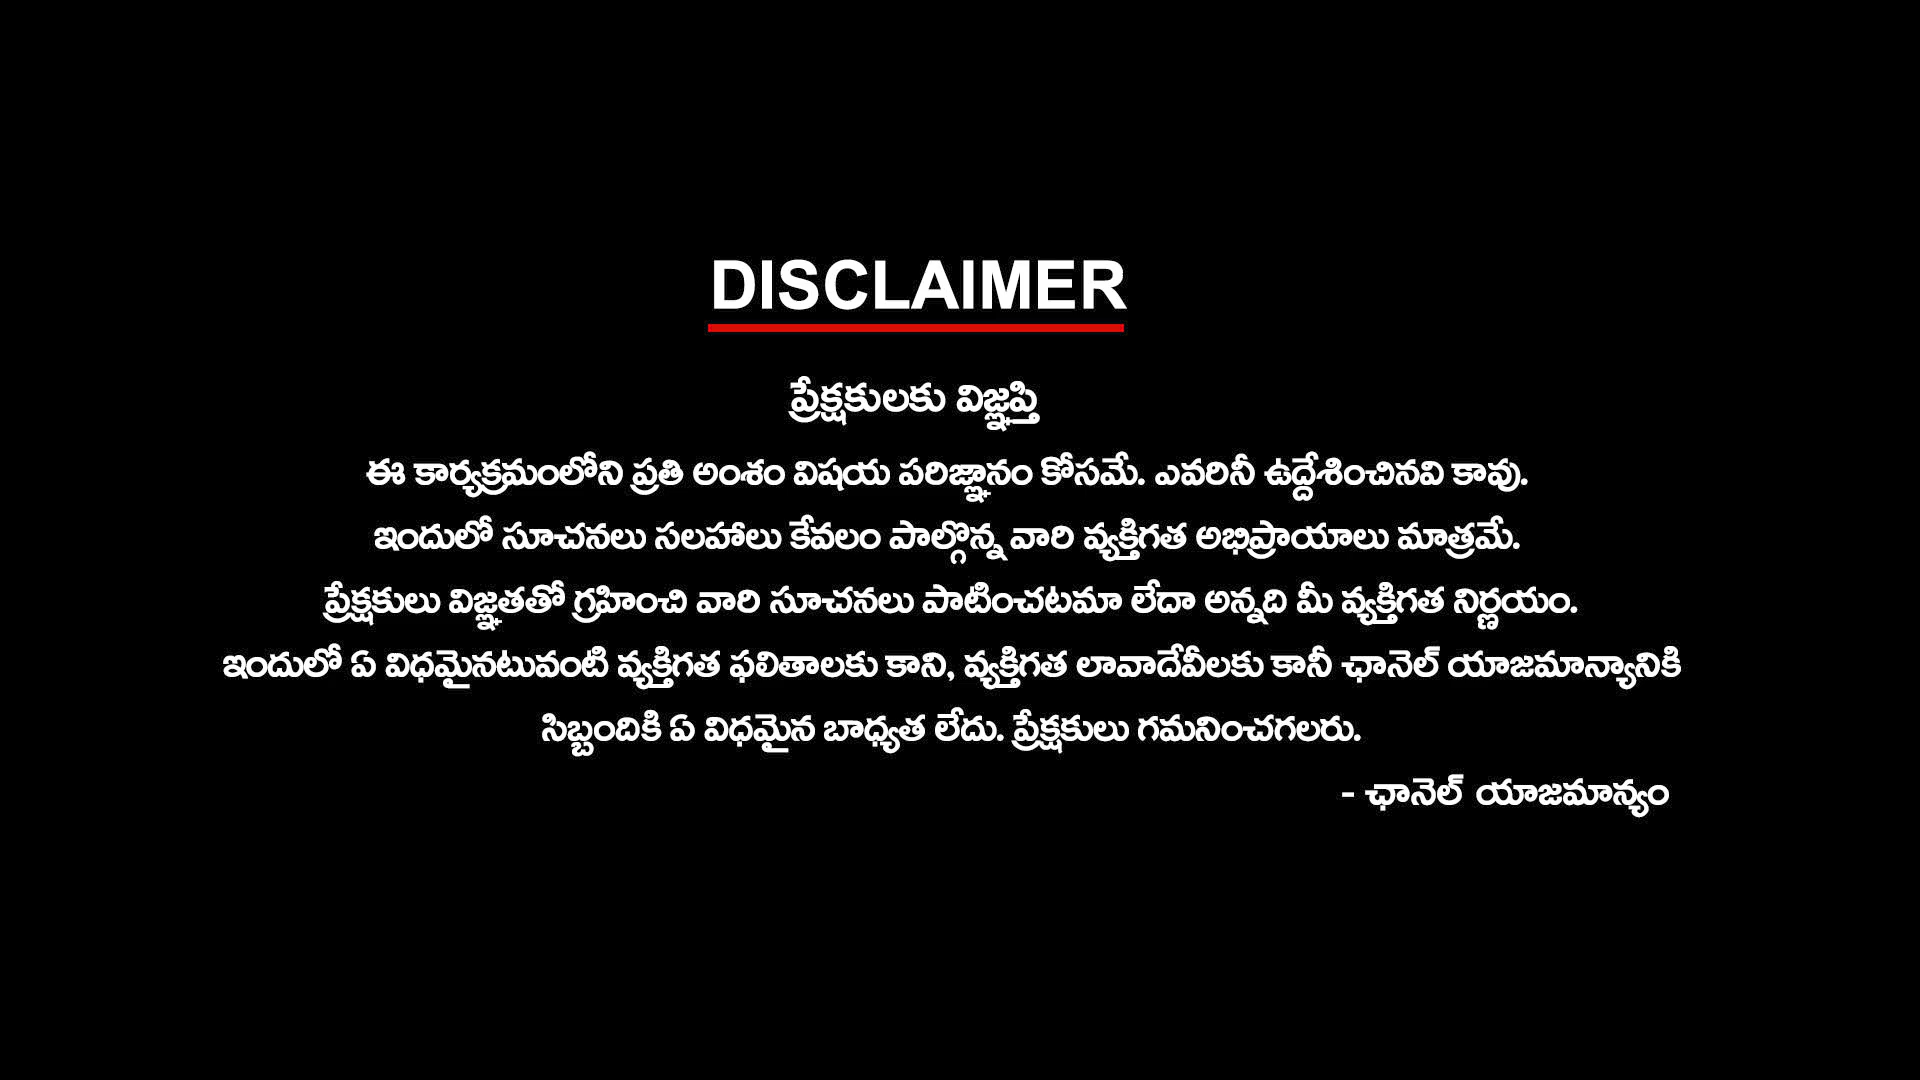 DISCLAIMER
ప్రేక్షకులకు విజ్ఞప్తి
ఈ కార్యక్రమంలోని ప్రతి అంశం విషయ పరిజ్ఞానం కోసమే. ఎవరినీ ఉద్దేశించినవి కావు.
ఇందులో సూచనలు సలహాలు కేవలం పాల్గొన్న వారి వ్యక్తిగత అభిప్రాయాలు మాత్రమే.
ప్రేక్షకులు విజ్ఞతతో గ్రహించి వారి సూచనలు పాటించటమా లేదా అన్నది మీ వ్యక్తిగత నిర్ణయం.
ఇందులో ఏ విధమైనటువంటి వ్యక్తిగత ఫలితాలకు కాని, వ్యక్తిగత లావాదేవీలకు కానీ ఛానెల్ యాజమాన్యానికి
సిబ్బందికి ఏ విధమైన బాధ్యత లేదు. ప్రేక్షకులు గమనించగలరు.
- ఛానెల్ యాజమాన్యం